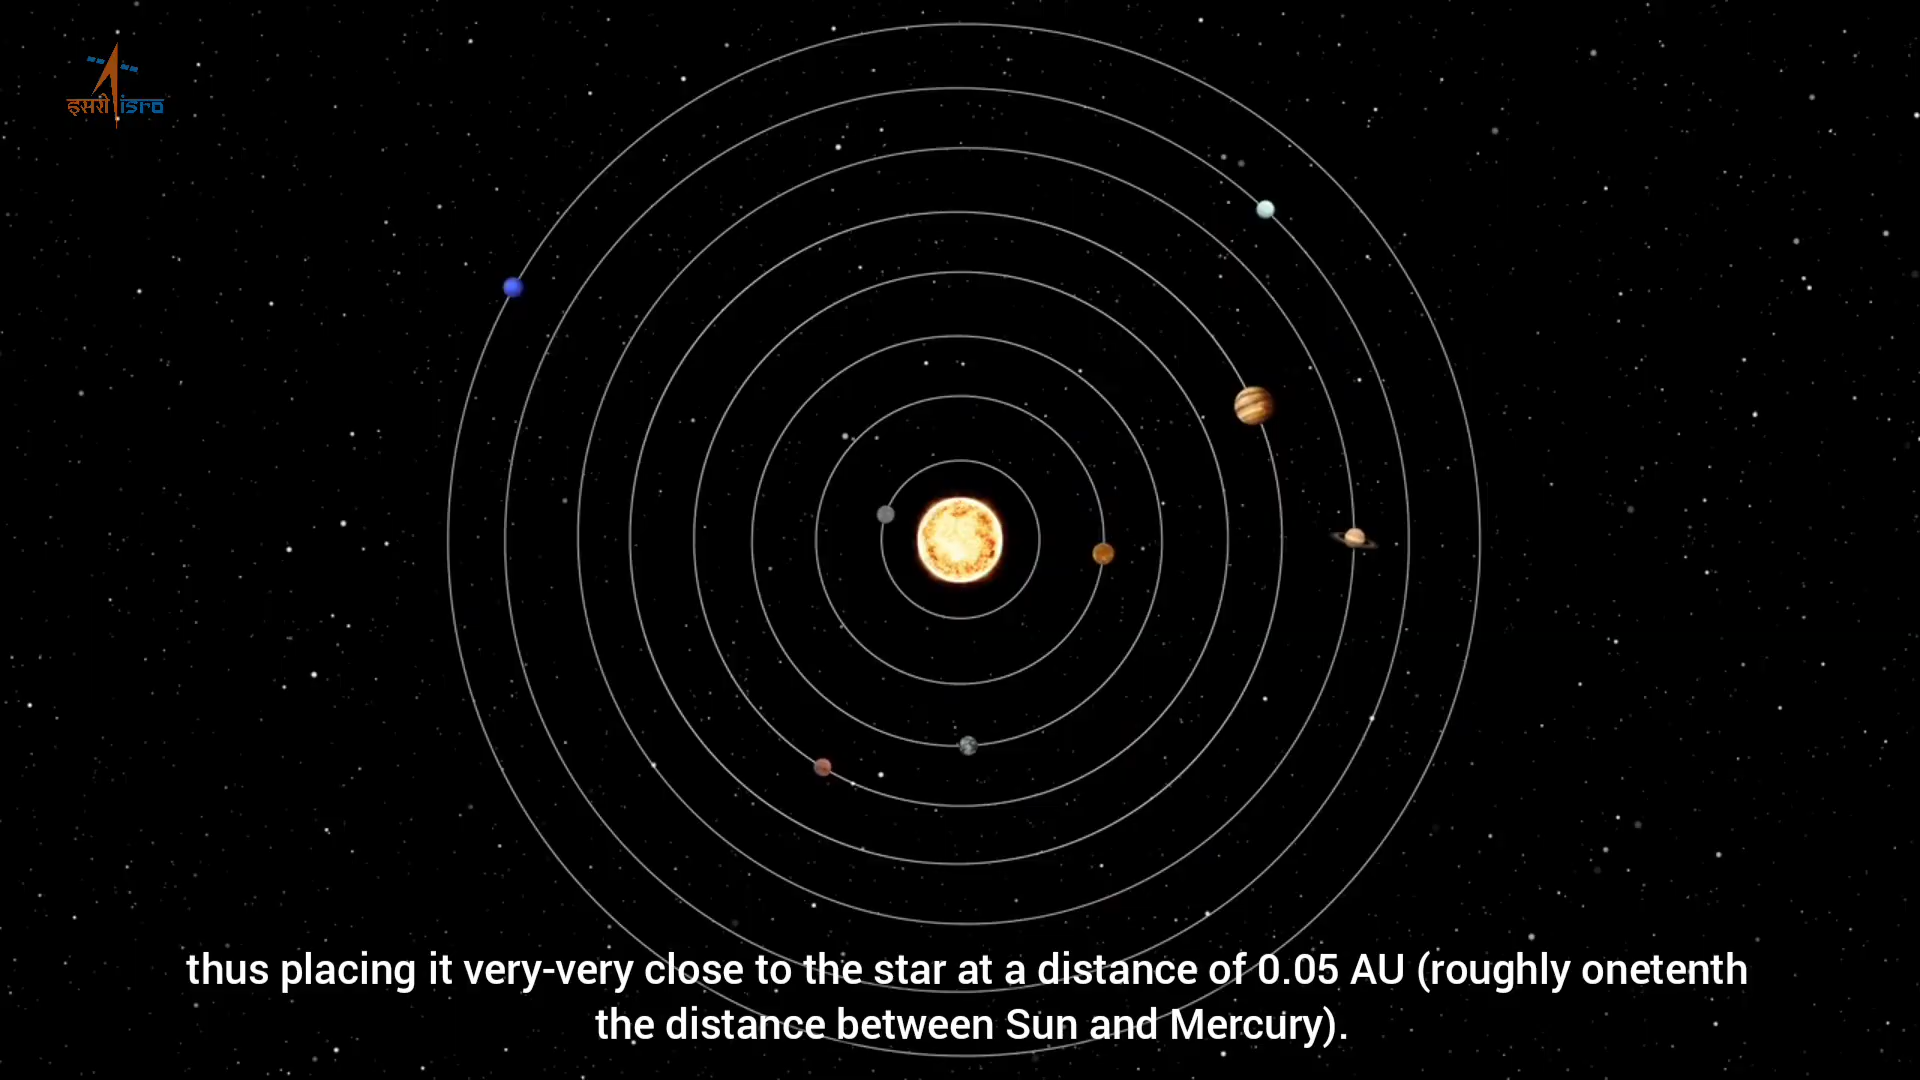 इसरो isro
thus placing it very-very close to the star at a distance of 0.05 AU (roughly onetenth
the distance between Sun and Mercury).